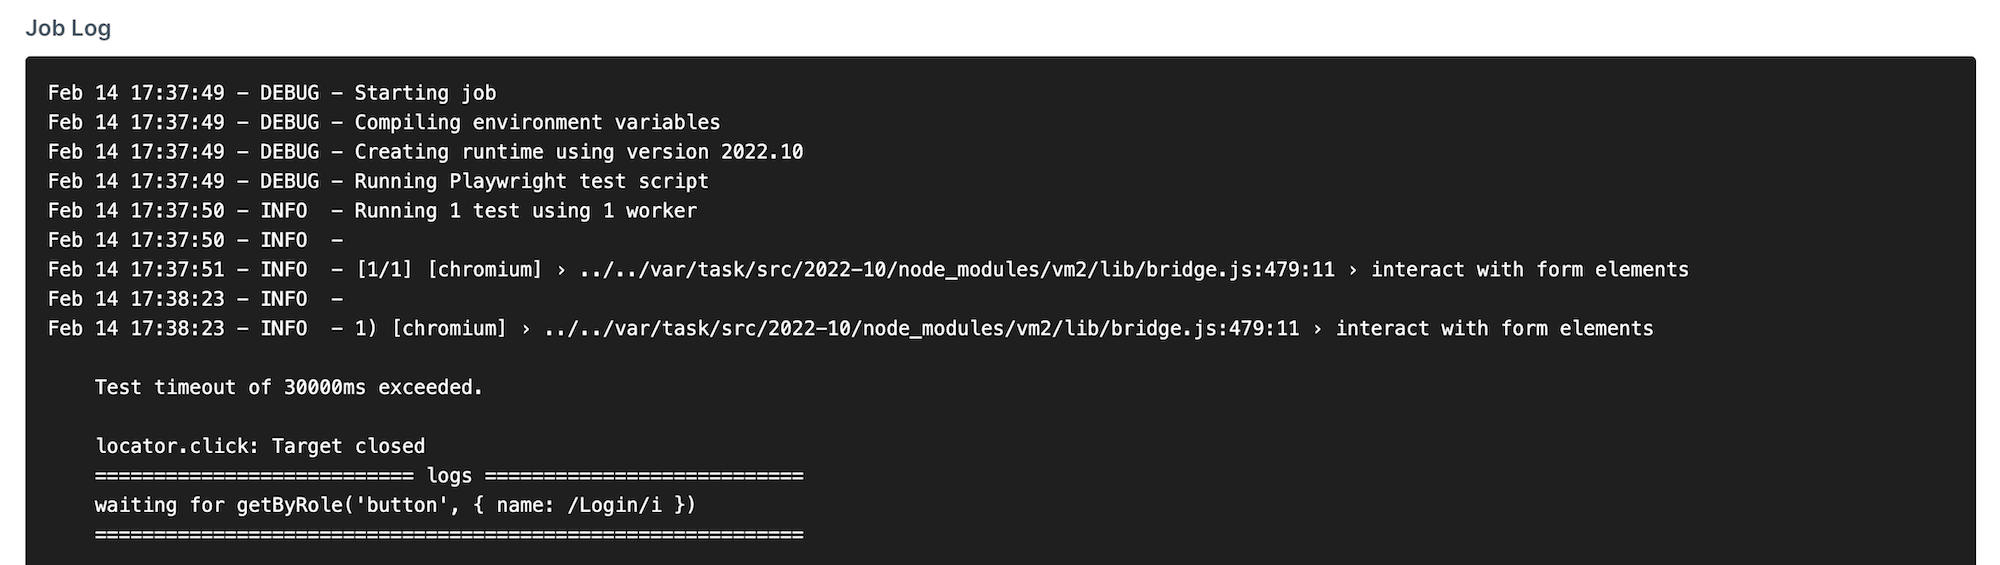 Job Log
Feb 14 17:37:49 - DEBUG - Starting job
Feb 14 17:37:49 - DEBUG - Compiling environment variables
Feb 14 17:37:49 - DEBUG - Creating runtime using version 2022.10
Feb 14 17:37:49 - DEBUG - Running Playwright test script
Feb 14 17:37:50 - INFO  - Running 1 test using 1 worker
Feb 14 17:37:50 - INFO  -
Feb 14 17:37:51 - INFO  - [1/1] [chromium] › ../../var/task/src/2022-10/node_modules/vm2/lib/bridge.js:479:11 › interact with form elements
Feb 14 17:38:23 - INFO  -
Feb 14 17:38:23 - INFO  - 1) [chromium] › ../../var/task/src/2022-10/node_modules/vm2/lib/bridge.js:479:11 › interact with form elements
Test timeout of 30000ms exceeded.
locator.click: Target closed
=========================== logs ===========================
waiting for getByRole('button', { name: /Login/i })
============================================================